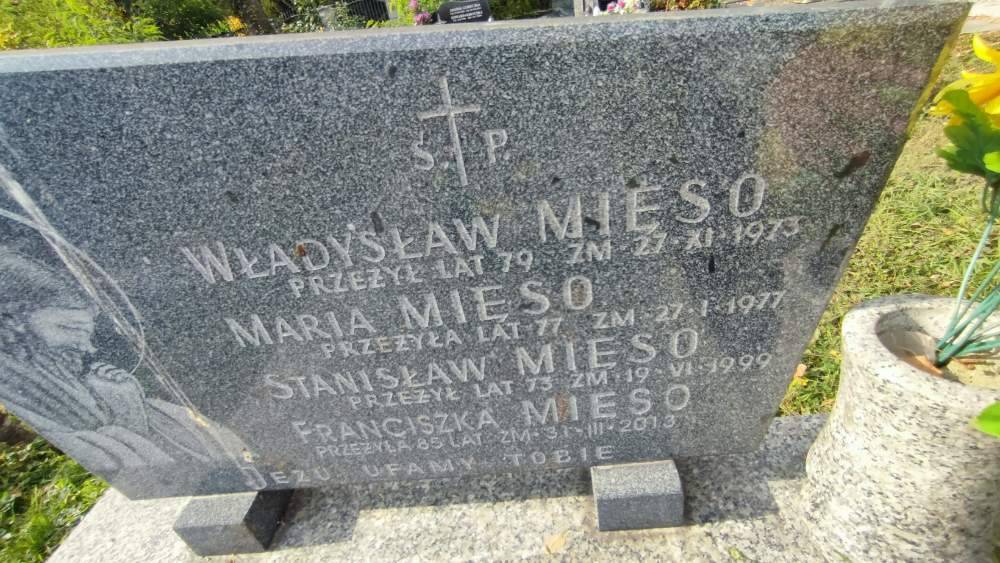 Ś. P.
WŁADYSŁAW MIESO
PRZEŻYŁ LAT 79 ZM 27-XI-1973
MARIA MIESO
PRZEŻYŁA LAT 77 ZM-27-I-1977
STANISŁAW MIESO
PRZEŻYŁ LAT 73 ZM-19-VI-1999
FRANCISZKA MIESO
PRZEŻYŁA 85 LAT ZM-31-III-2013
JEZU UFAMY TOBIE